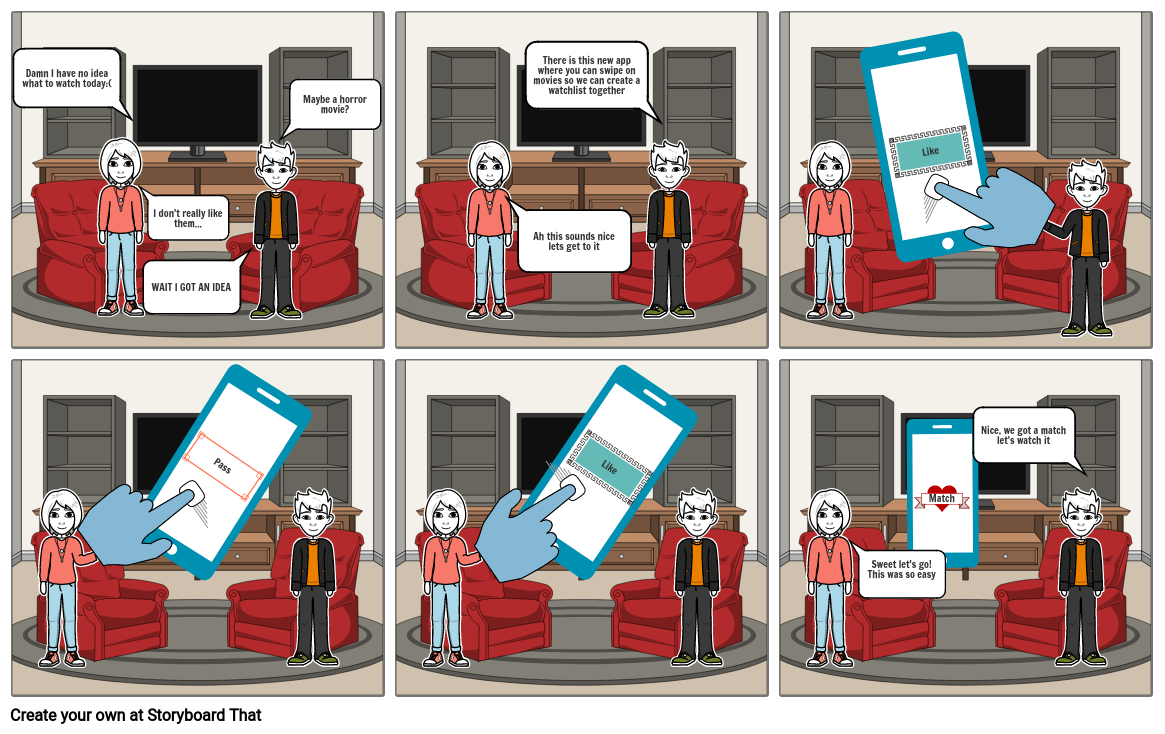 Damn I have no idea
what to watch today:(
Maybe a horror
movie?
I don't really like
them...
WAIT I GOT AN IDEA
There is this new app
where you can swipe on
movies so we can create a
watchlist together
Ah this sounds nice
lets get to it
Like
Pass
Like
Nice, we got a match
let's watch it
Match
Sweet let's go!
This was so easy
Create your own at Storyboard That